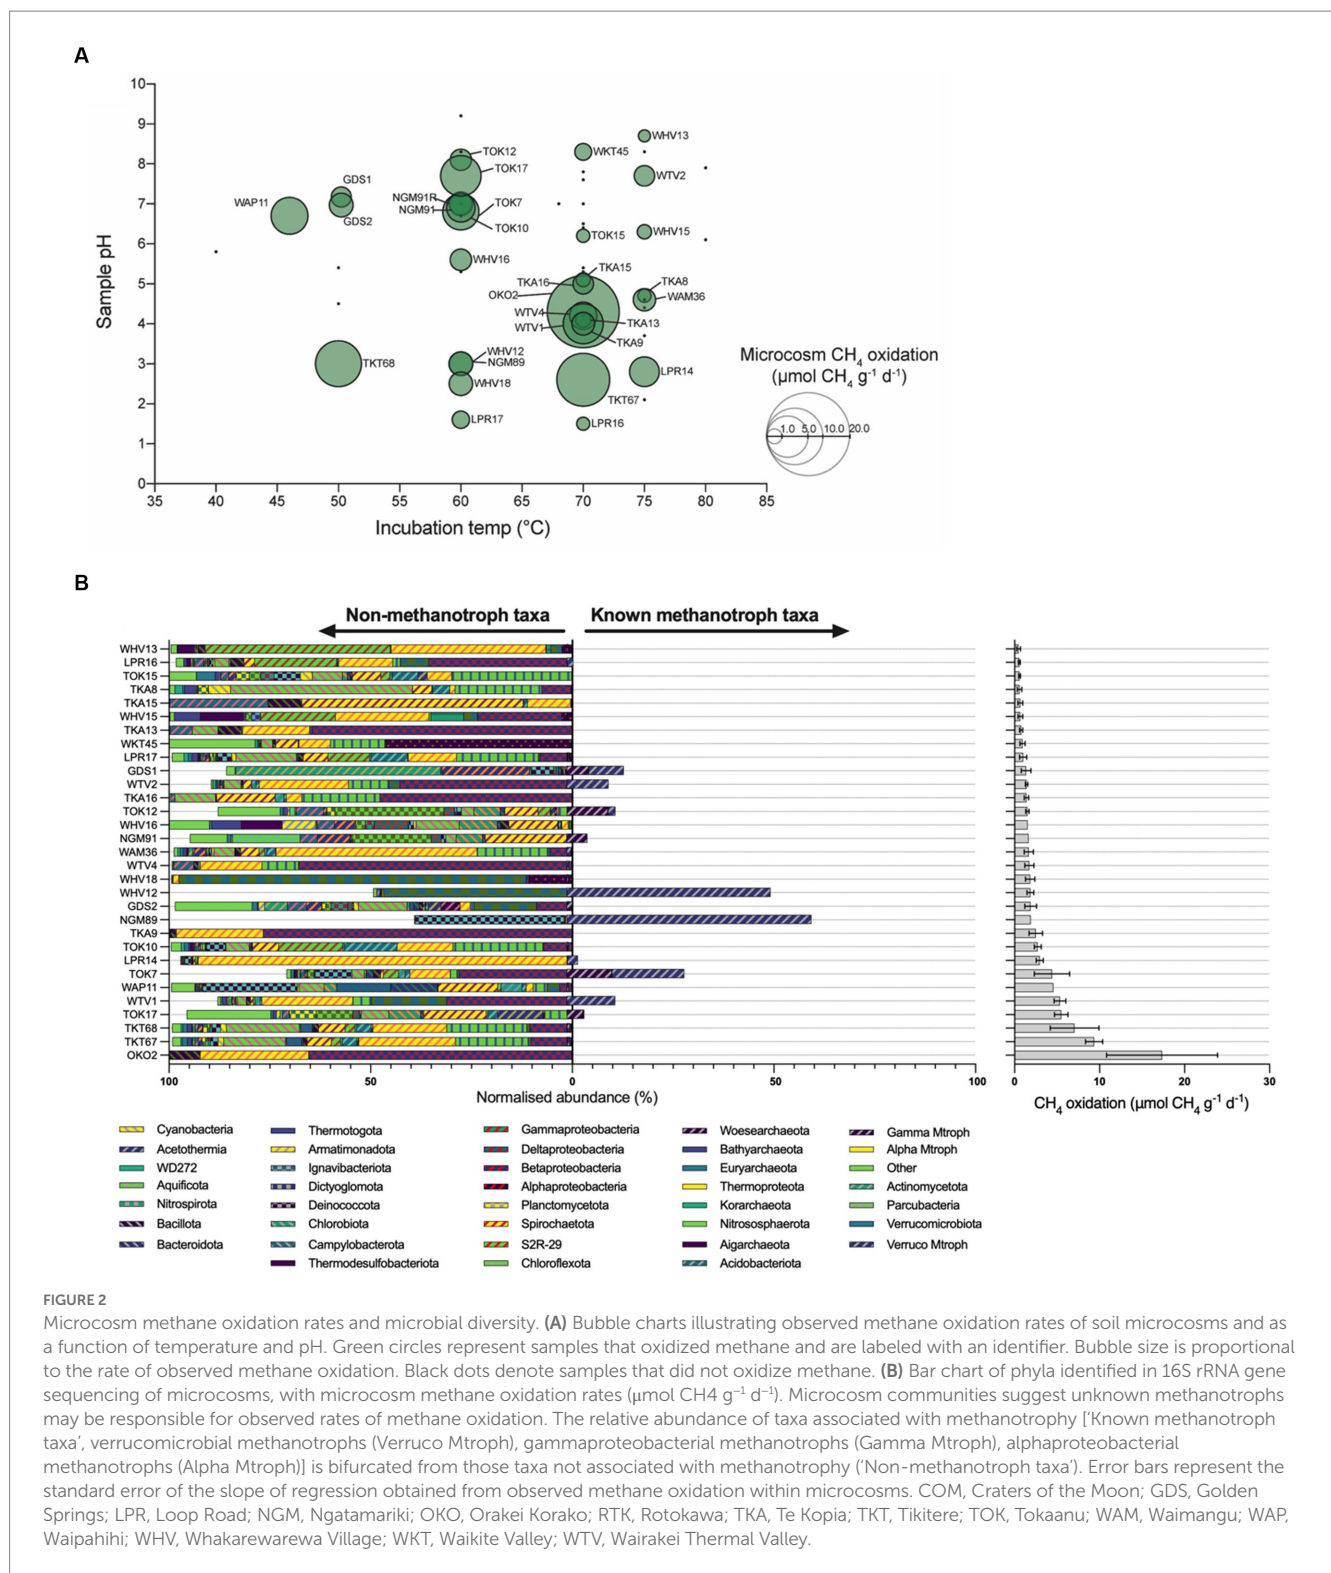 A
10
9
8
7
6
5
4
3
2
1
0
Sample pH
35 40 45 50 55 60 65 70 75 80 85
Incubation temp (°C)
WAP11
GDS1
GDS2
TKT68
TOK12
TOK17
NGM91R
NGM91
TOK7
TOK10
WHV16
WHV12
NGM89
WHV18
LPR17
WKT45
TOK15
TKA15
TKA16
OKO2
WTV4
WTV1
TKA13
TKA9
TKT67
LPR16
WHV13
WTV2
WHV15
TKA8
WAM36
LPR14
Microcosm CH4 oxidation
(µmol CH4 g-1 d-1)
1.0 5.0 10.0 20.0
B
Non-methanotroph taxa
Known methanotroph taxa
WHV13
LPR16
TOK15
TKA8
TKA15
WHV15
TKA13
WKT45
LPR17
GDS1
WTV2
TKA16
TOK12
WHV16
NGM91
WAM36
WTV4
WHV18
WHV12
GDS2
NGM89
TKA9
TOK10
LPR14
TOK7
WAP11
WTV1
TOK17
TKT68
TKT67
OKO2
100 50 0 50 100
Normalised abundance (%)
0 10 20 30
CH4 oxidation (µmol CH4 g-1 d-1)
Cyanobacteria
Acetothermia
WD272
Aquificota
Nitrospirota
Bacillota
Bacteroidota
Thermotogota
Armatimonadota
Ignavibacteriota
Dictyoglomota
Deinococcota
Chlorobiota
Campylobacterota
Thermodesulfobacteriota
Gammaproteobacteria
Deltaproteobacteria
Betaproteobacteria
Alphaproteobacteria
Planctomycetota
Spirochaetota
S2R-29
Chloroflexota
Woesearchaeota
Bathyarchaeota
Euryarchaeota
Thermoproteota
Korarchaeota
Nitrososphaerota
Aigarchaeota
Acidobacteriota
Gamma Mtroph
Alpha Mtroph
Other
Actinomycetota
Parcubacteria
Verrucomicrobiota
Verruco Mtroph
FIGURE 2
Microcosm methane oxidation rates and microbial diversity. (A) Bubble charts illustrating observed methane oxidation rates of soil microcosms and as
a function of temperature and pH. Green circles represent samples that oxidized methane and are labeled with an identifier. Bubble size is proportional
to the rate of observed methane oxidation. Black dots denote samples that did not oxidize methane. (B) Bar chart of phyla identified in 16S rRNA gene
sequencing of microcosms, with microcosm methane oxidation rates (μmol CH4 g⁻¹ d⁻¹). Microcosm communities suggest unknown methanotrophs
may be responsible for observed rates of methane oxidation. The relative abundance of taxa associated with methanotrophy [‘Known methanotroph
taxa’, verrucomicrobial methanotrophs (Verruco Mtroph), gammaproteobacterial methanotrophs (Gamma Mtroph), alphaproteobacterial
methanotrophs (Alpha Mtroph)] is bifurcated from those taxa not associated with methanotrophy (‘Non-methanotroph taxa’). Error bars represent the
standard error of the slope of regression obtained from observed methane oxidation within microcosms. COM, Craters of the Moon; GDS, Golden
Springs; LPR, Loop Road; NGM, Ngatamariki; OKO, Orakei Korako; RTK, Rotokawa; TKA, Te Kopia; TKT, Tikitere; TOK, Tokaanu; WAM, Waimangu; WAP,
Waipahihi; WHV, Whakarewarewa Village; WKT, Waikite Valley; WTV, Wairakei Thermal Valley.